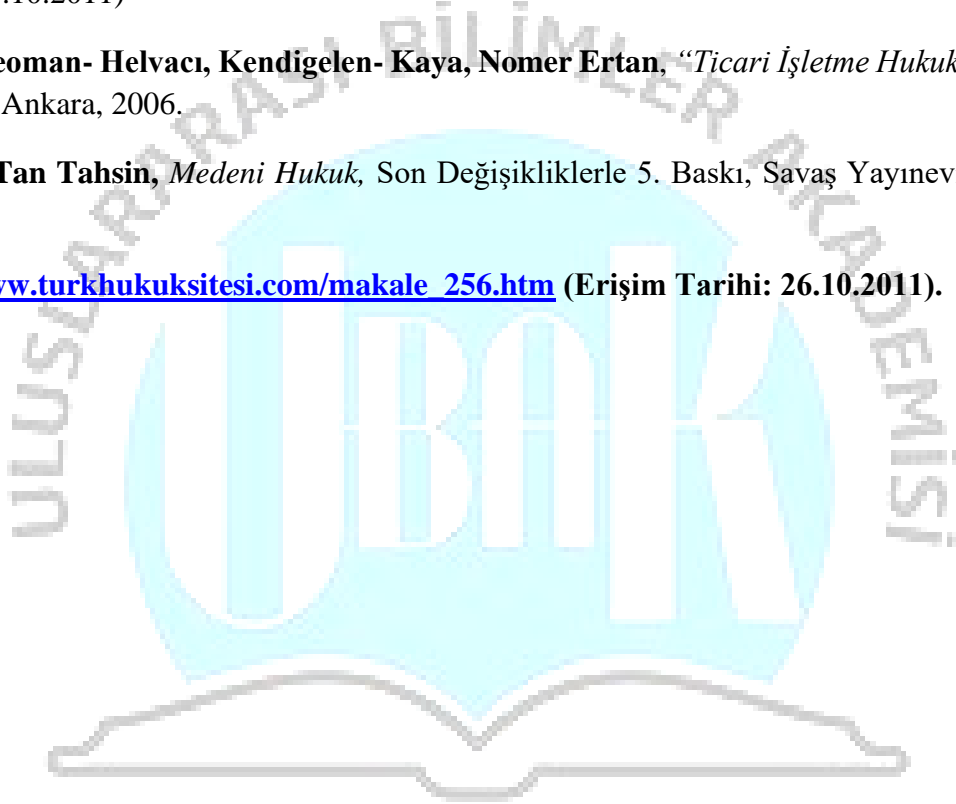 .10.2011)
eoman- Helvacı, Kendigelen- Kaya, Nomer Ertan, “Ticari İşletme Hukuk
Ankara, 2006.
Tan Tahsin, Medeni Hukuk, Son Değişikliklerle 5. Baskı, Savaş Yayınev
ww.turkhukuksitesi.com/makale_256.htm (Erişim Tarihi: 26.10.2011).
ULUSLARARASI BİLİMLER AKADEMİSİ
UBAK